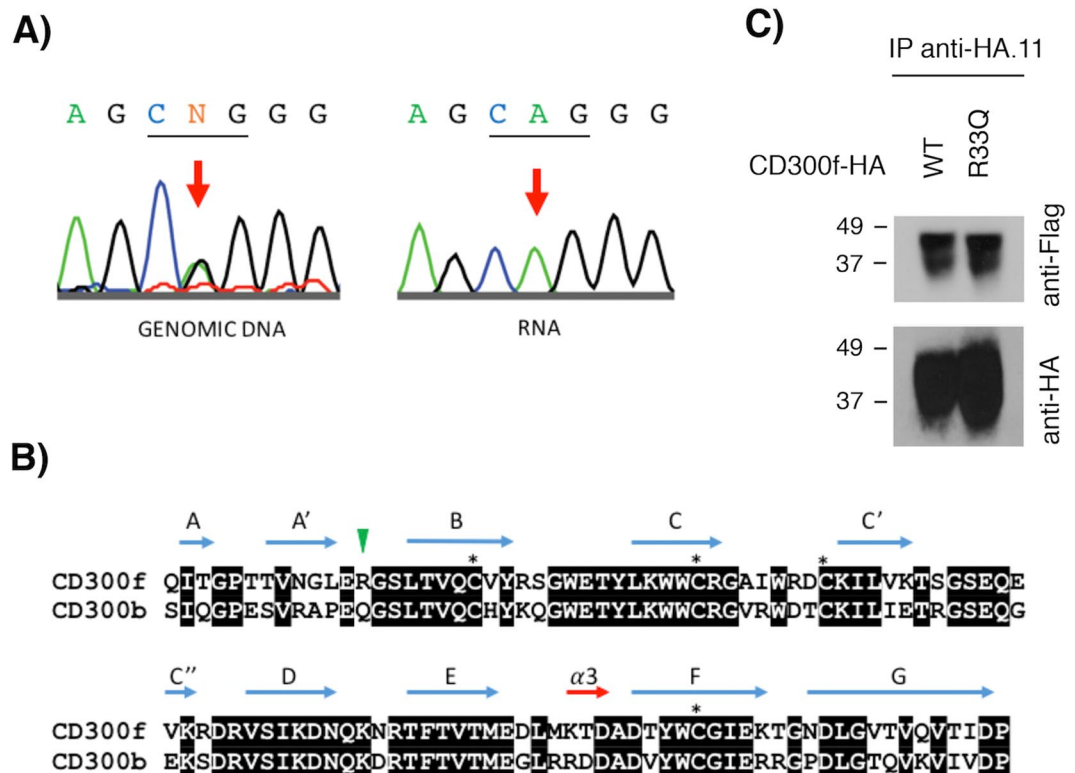 A)
A G C N G G G
GENOMIC DNA
A G C A G G G
RNA
C)
IP anti-HA.11
CD300f-HA
WT
R33Q
49
37
anti-Flag
49
37
anti-HA
B)
A A' B C C'
* * *
CD300f QITGPTTVNGLERGSLTVQCVYRSGWETYLKWWCRGAIWRDCKILVKTSGSEQE
CD300b SIQGPESVRAPEQGSLTVQCHYKQGWETYLKWWCRGVRWDTCKILIETRGSEQG
C'' D E α3 F G
*
CD300f VKRDRVSIKDNQKNRTFTVTMEDLMKTDADTYWCGIEKTGNDLGVTVQVTIDP
CD300b EKSDRVSIKDNQKDRTFTVTMEGLRRDDADVYWCGIERRGPDLGTQVKVIVDP